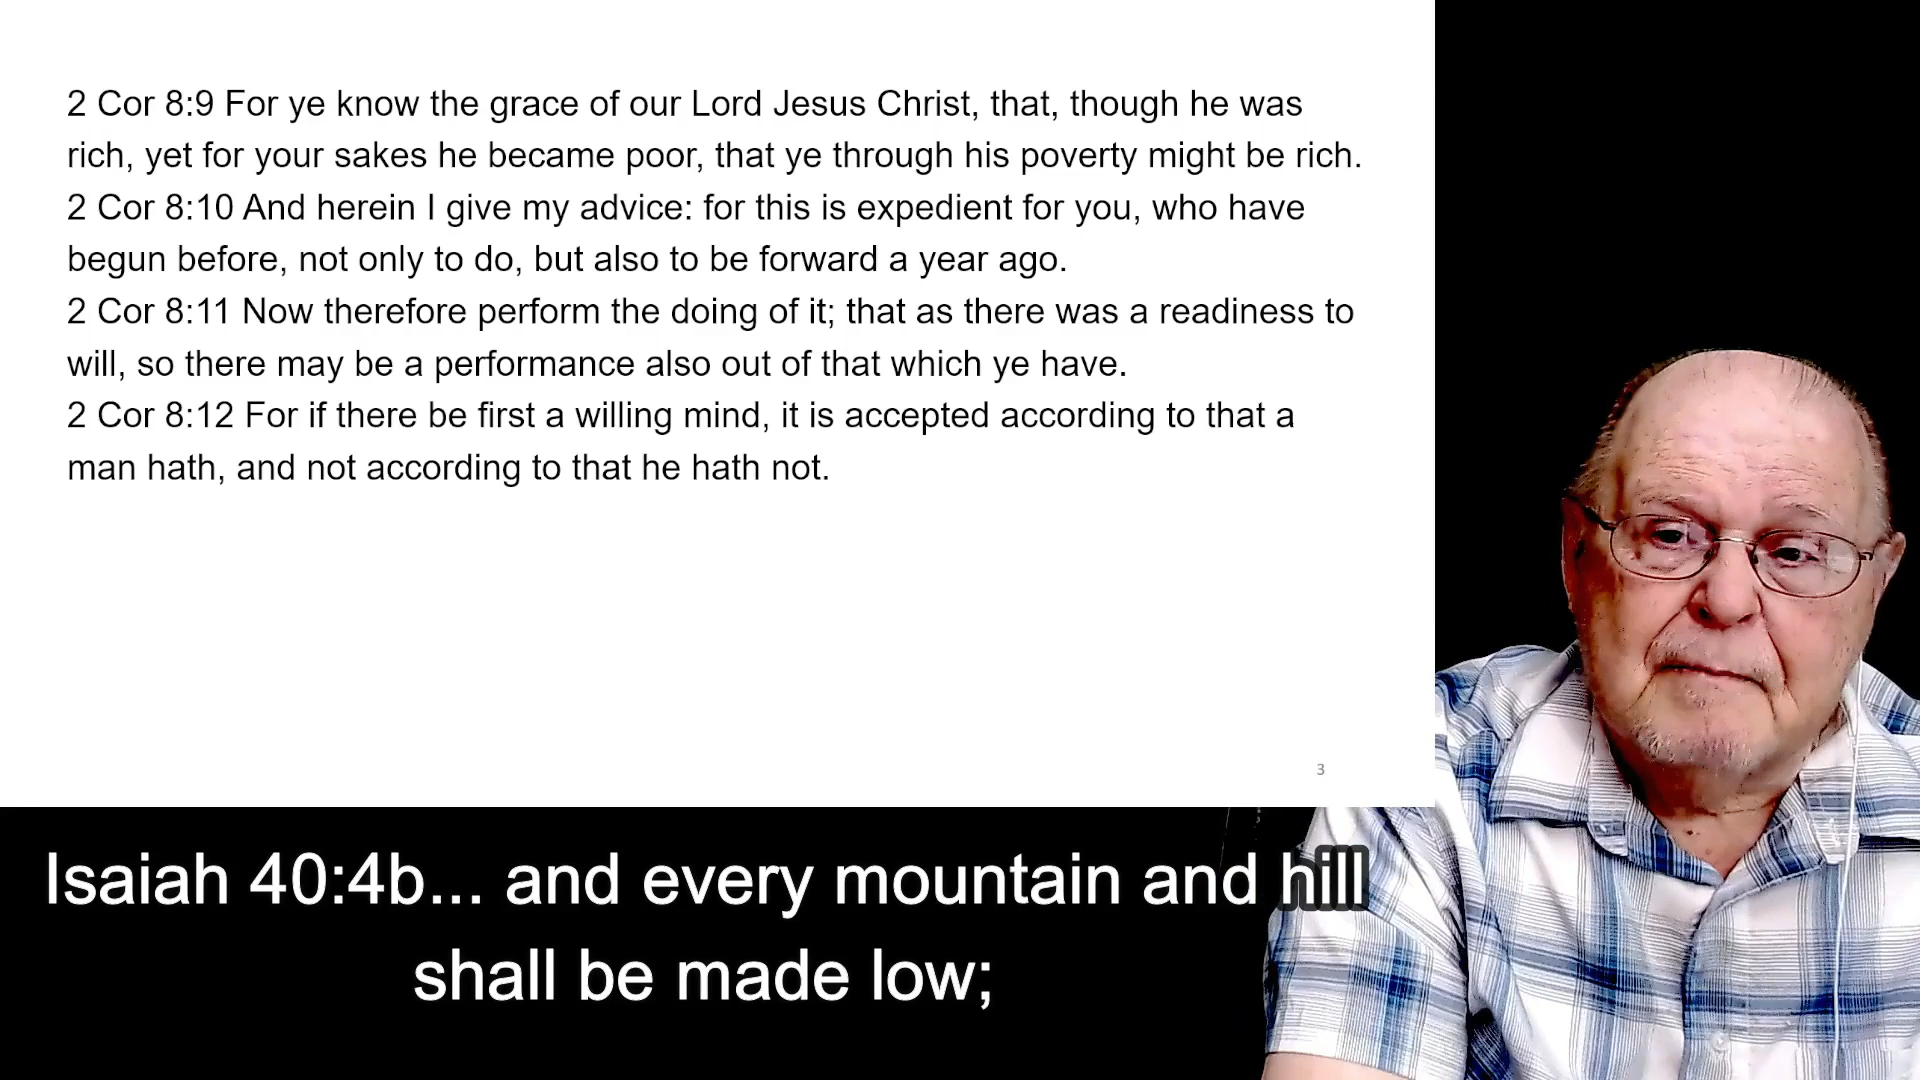 2 Cor 8:9 For ye know the grace of our Lord Jesus Christ, that, though he was
rich, yet for your sakes he became poor, that ye through his poverty might be rich.
2 Cor 8:10 And herein I give my advice: for this is expedient for you, who have
begun before, not only to do, but also to be forward a year ago.
2 Cor 8:11 Now therefore perform the doing of it; that as there was a readiness to
will, so there may be a performance also out of that which ye have.
2 Cor 8:12 For if there be first a willing mind, it is accepted according to that a
man hath, and not according to that he hath not.
3
Isaiah 40:4b... and every mountain and hill
shall be made low;